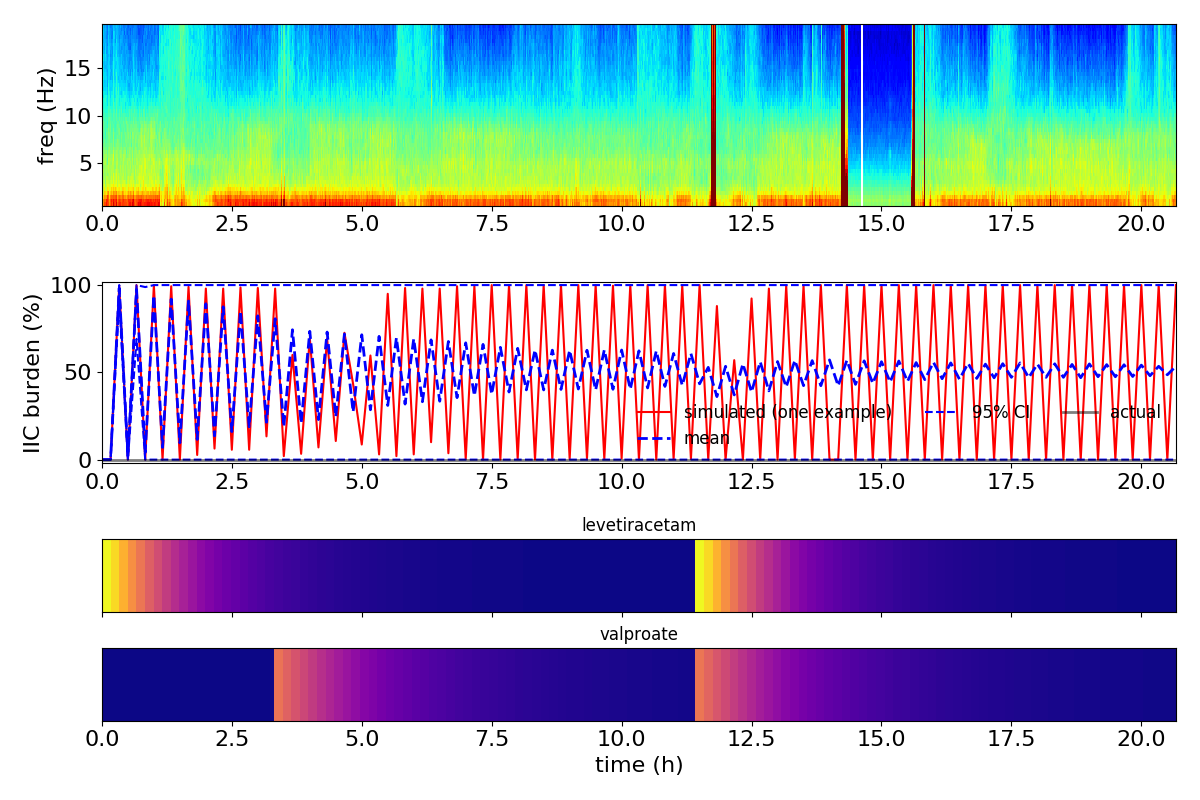 freq (Hz)
15
10
5
0.0 2.5 5.0 7.5 10.0 12.5 15.0 17.5 20.0
IIC burden (%)
100
50
0
simulated (one example) 95% CI actual
mean
0.0 2.5 5.0 7.5 10.0 12.5 15.0 17.5 20.0
levetiracetam
valproate
0.0 2.5 5.0 7.5 10.0 12.5 15.0 17.5 20.0
time (h)